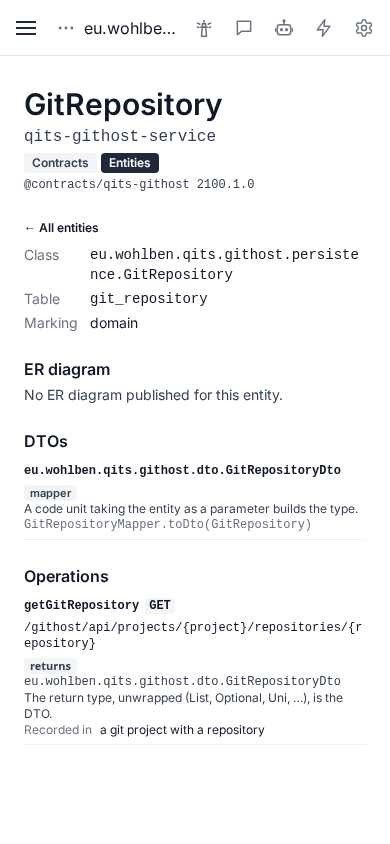 eu.wohlbe...
GitRepository
qits-githost-service
Contracts Entities
@contracts/qits-githost 2100.1.0
← All entities
Class eu.wohlben.qits.githost.persiste
nce.GitRepository
Table git_repository
Marking domain
ER diagram
No ER diagram published for this entity.
DTOs
eu.wohlben.qits.githost.dto.GitRepositoryDto
mapper
A code unit taking the entity as a parameter builds the type.
GitRepositoryMapper.toDto(GitRepository)
Operations
getGitRepository GET
/githost/api/projects/{project}/repositories/{r
epository}
returns
eu.wohlben.qits.githost.dto.GitRepositoryDto
The return type, unwrapped (List, Optional, Uni, …), is the
DTO.
Recorded in a git project with a repository